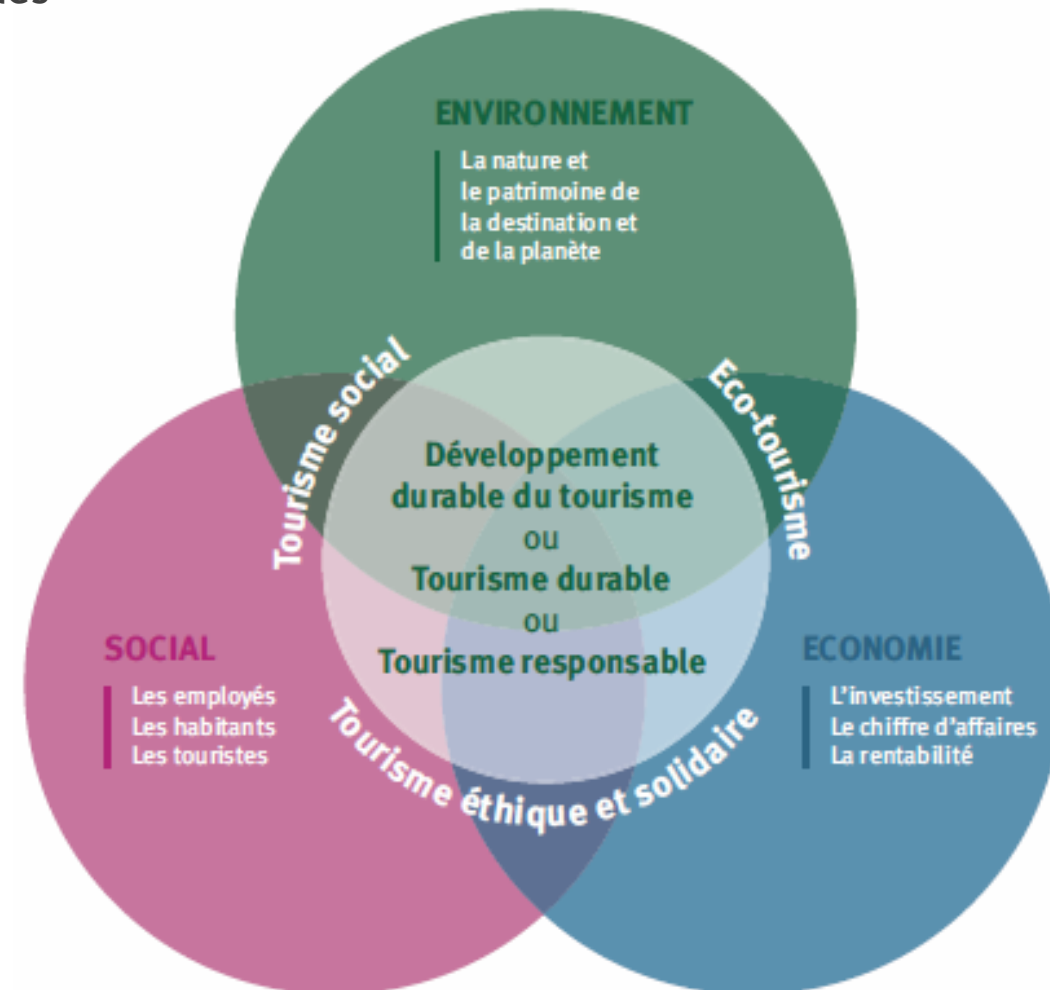 ENVIRONNEMENT
La nature et
le patrimoine de
la destination et
de la planète
Tourisme social
Eco-tourisme
Développement
durable du tourisme
ou
Tourisme durable
ou
Tourisme responsable
SOCIAL
Les employés
Les habitants
Les touristes
ECONOMIE
L'investissement
Le chiffre d'affaires
La rentabilité
Tourisme éthique et solidaire